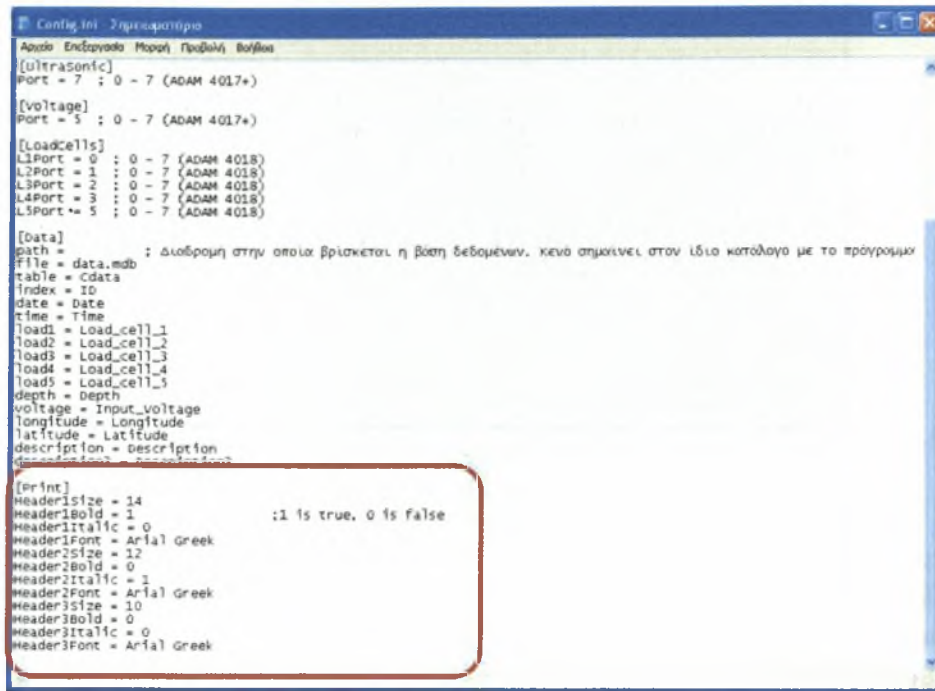 Config.ini - Σημειωματάριο
Αρχείο Επεξεργασία Μορφή Προβολή Βοήθεια
[UltraSonic]
Port = 7 ; 0 - 7 (ADAM 4017+)
[Voltage]
Port = 5 ; 0 - 7 (ADAM 4017+)
[LoadCells]
L1Port = 0 ; 0 - 7 (ADAM 4018)
L2Port = 1 ; 0 - 7 (ADAM 4018)
L3Port = 2 ; 0 - 7 (ADAM 4018)
L4Port = 3 ; 0 - 7 (ADAM 4018)
L5Port = 5 ; 0 - 7 (ADAM 4018)
[Data]
path = ; Διαδρομη στην οποια βρίσκεται η βάση δεδομένων. κενό σημαινει στον ίδιο κατάλογο με το πρόγραμμα
file = data.mdb
table = Cdata
index = ID
date = Date
time = Time
load1 = Load_cell_1
load2 = Load_cell_2
load3 = Load_cell_3
load4 = Load_cell_4
load5 = Load_cell_5
depth = Depth
voltage = Input_Voltage
longitude = Longitude
latitude = Latitude
description = Description
[Print]
Header1Size = 14
Header1Bold = 1 ;1 is true, 0 is false
Header1Italic = 0
Header1Font = Arial Greek
Header2Size = 12
Header2Bold = 0
Header2Italic = 1
Header2Font = Arial Greek
Header3Size = 10
Header3Bold = 0
Header3Italic = 0
Header3Font = Arial Greek